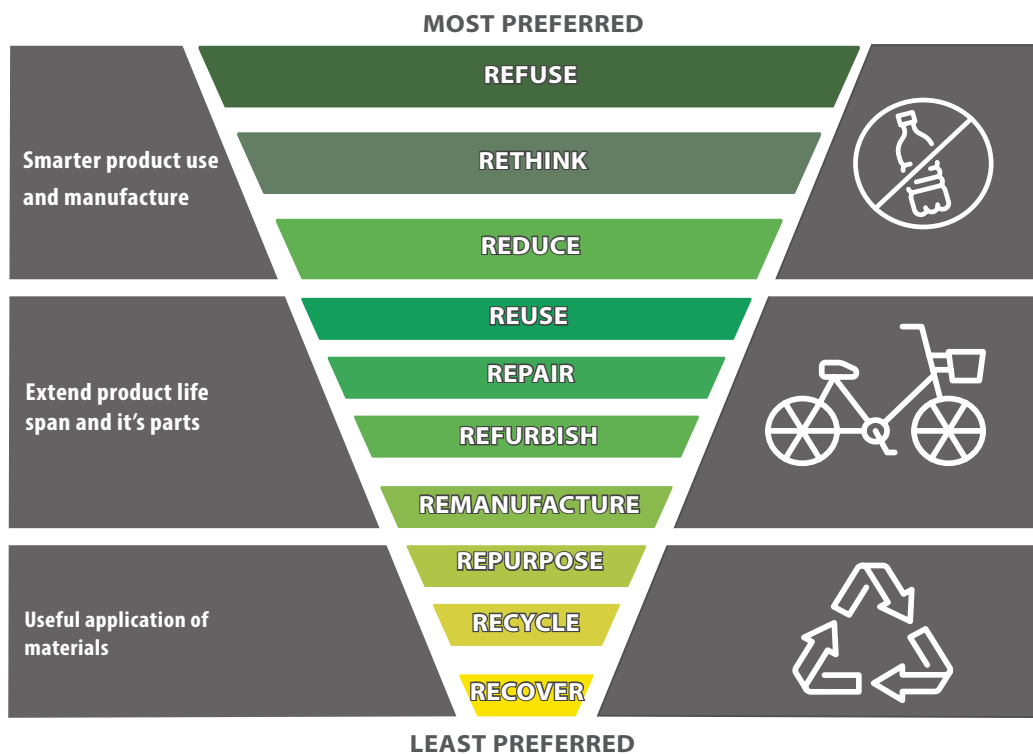 MOST PREFERRED
REFUSE
Smarter product use
and manufacture
RETHINK
REDUCE
REUSE
REPAIR
Extend product life
span and it’s parts
REFURBISH
REMANUFACTURE
REPURPOSE
Useful application of
materials
RECYCLE
RECOVER
LEAST PREFERRED